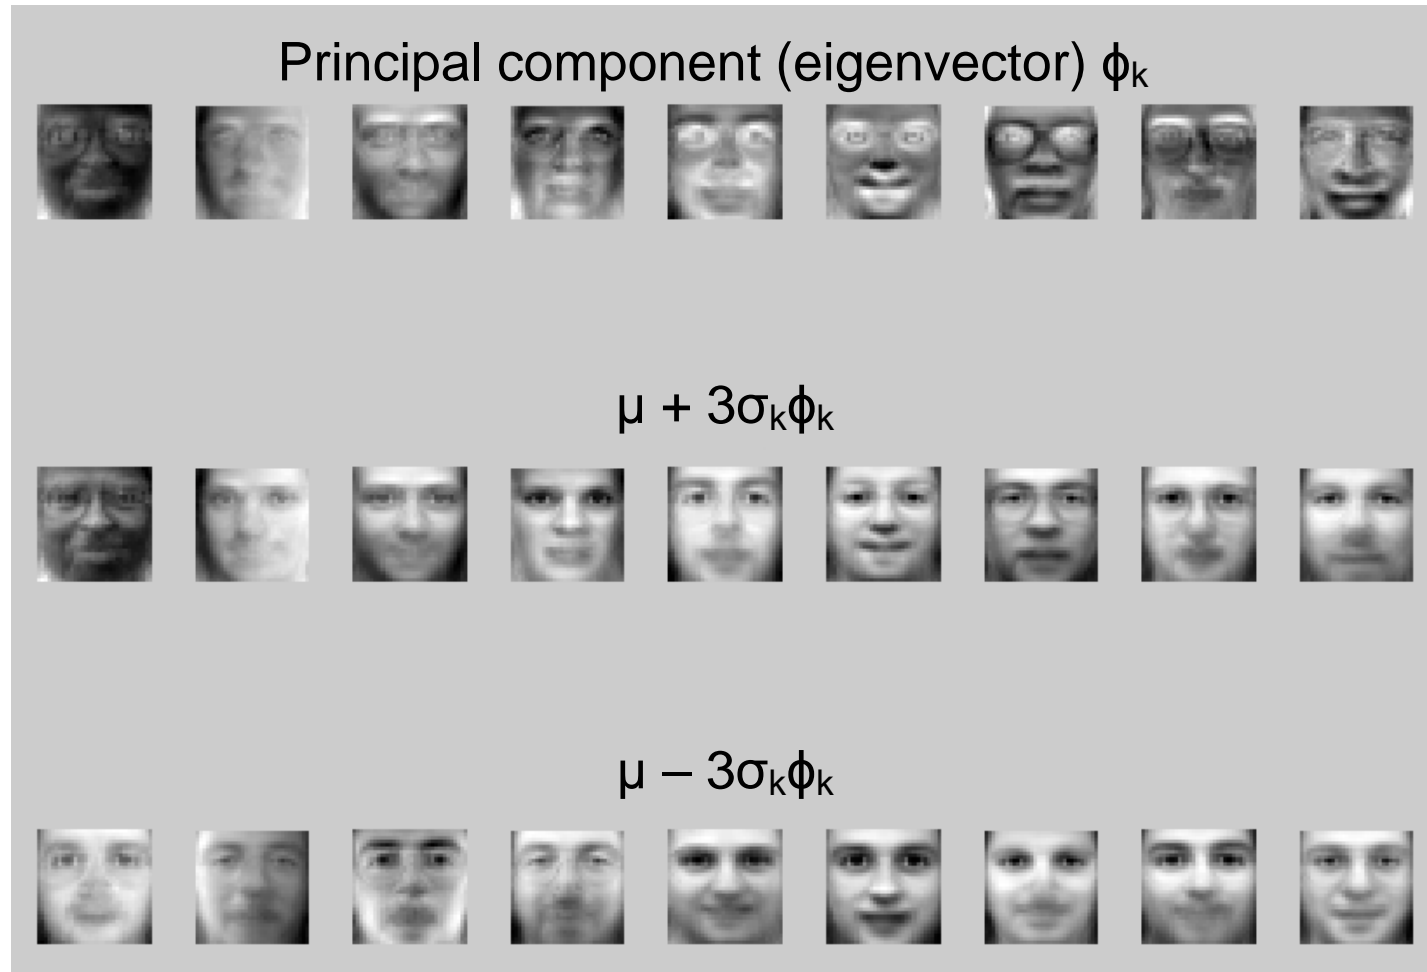 Principal component (eigenvector) ϕk
μ + 3σkϕk
μ – 3σkϕk